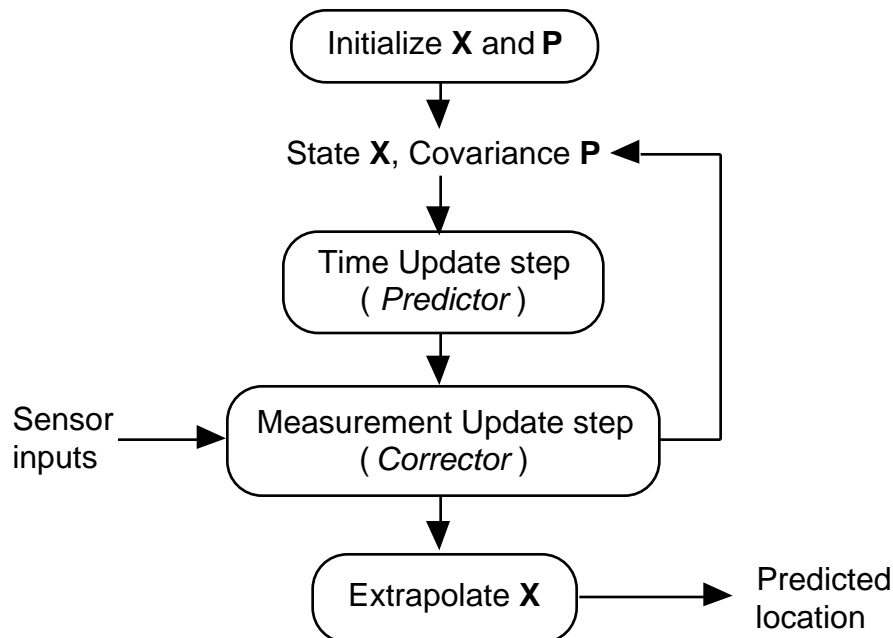 Initialize X and P
State X, Covariance P
Time Update step
( Predictor )
Sensor
inputs
Measurement Update step
( Corrector )
Extrapolate X
Predicted
location